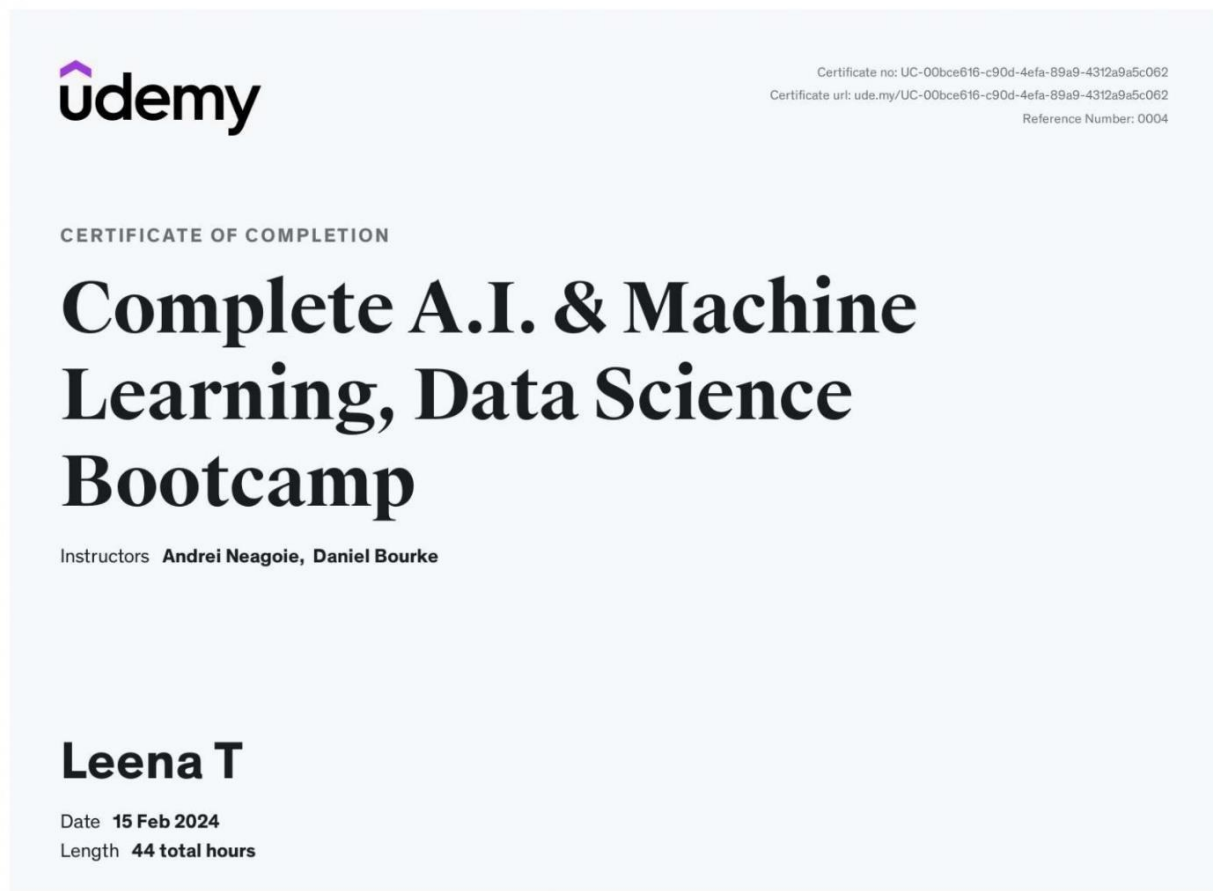 udemy
Certificate no: UC-00bce616-c90d-4efa-89a9-4312a9a5c062
Certificate url: ude.my/UC-00bce616-c90d-4efa-89a9-4312a9a5c062
Reference Number: 0004
CERTIFICATE OF COMPLETION
Complete A.I. & Machine
Learning, Data Science
Bootcamp
Instructors Andrei Neagoie, Daniel Bourke
Leena T
Date 15 Feb 2024
Length 44 total hours